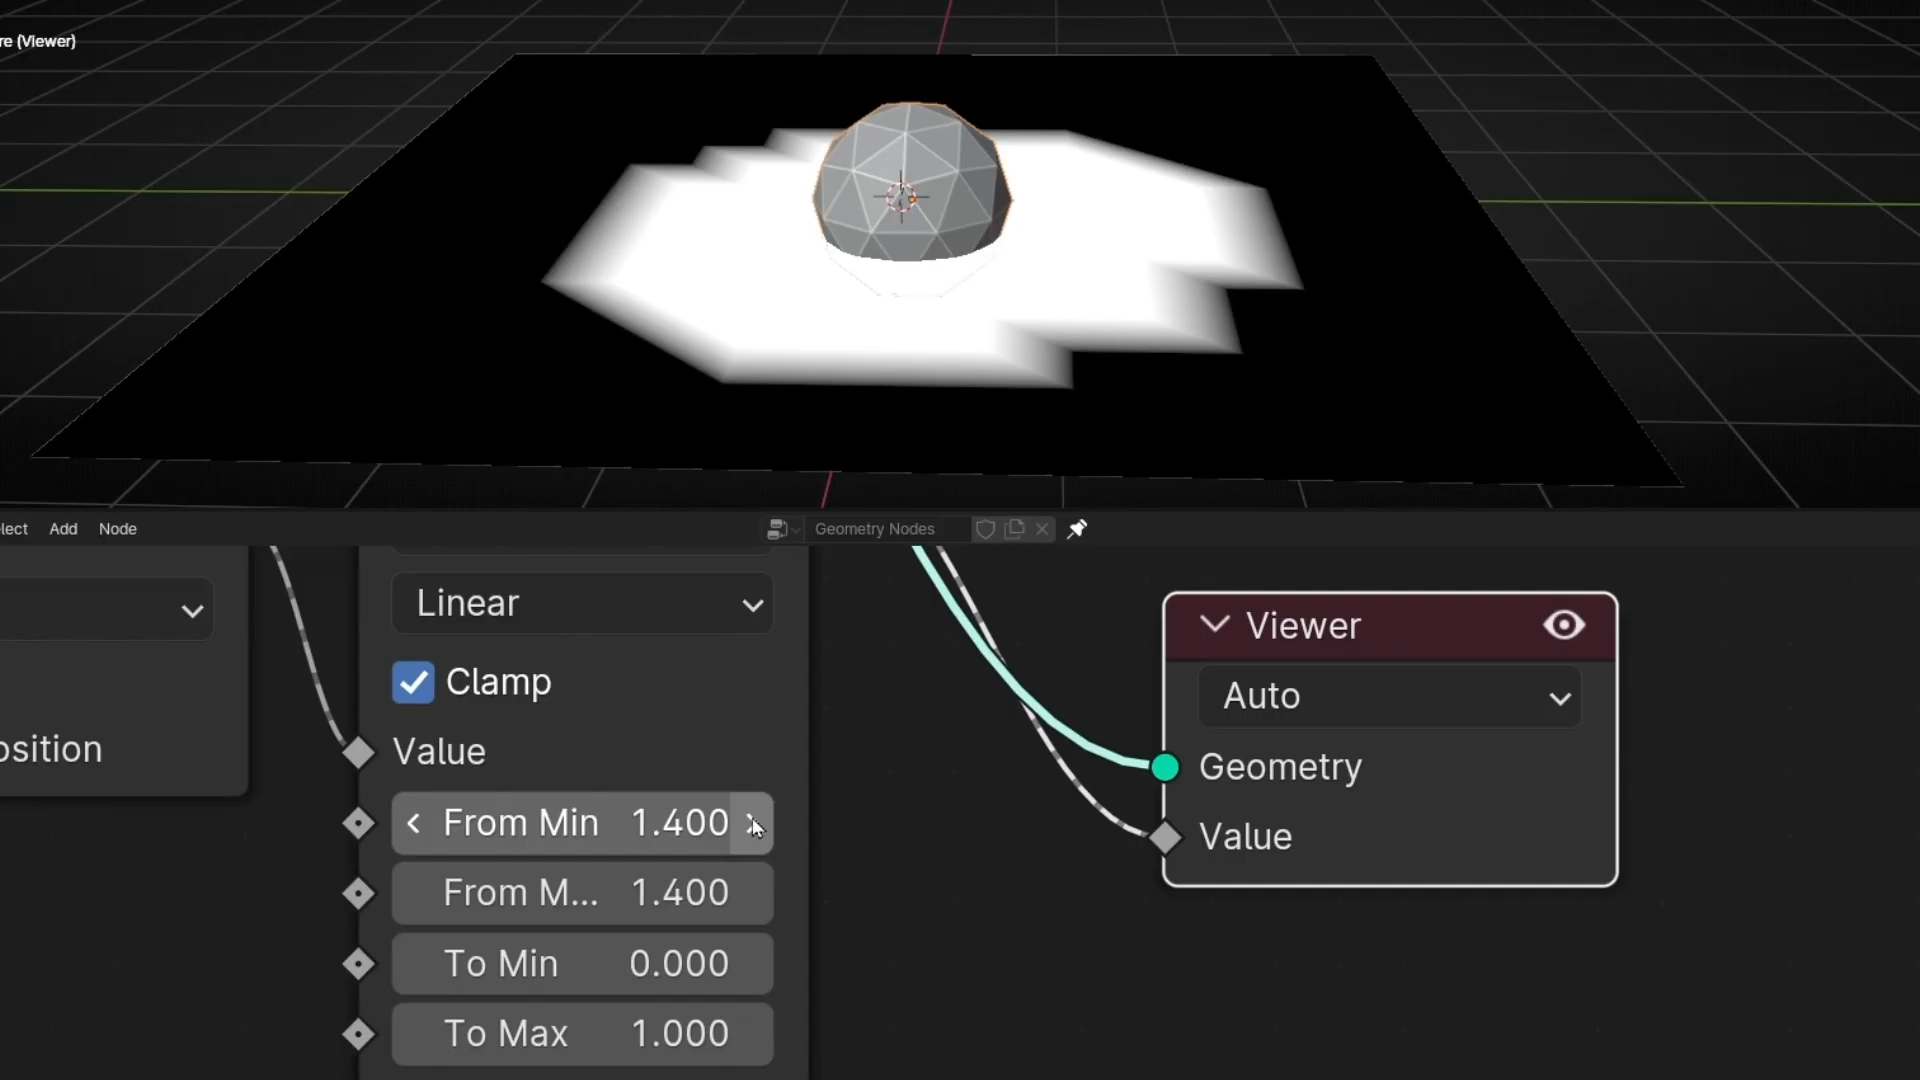 re (Viewer)
lect Add Node Geometry Nodes
Linear
Clamp
osition
Value
From Min 1.400
From M... 1.400
To Min 0.000
To Max 1.000
Viewer
Auto
Geometry
Value